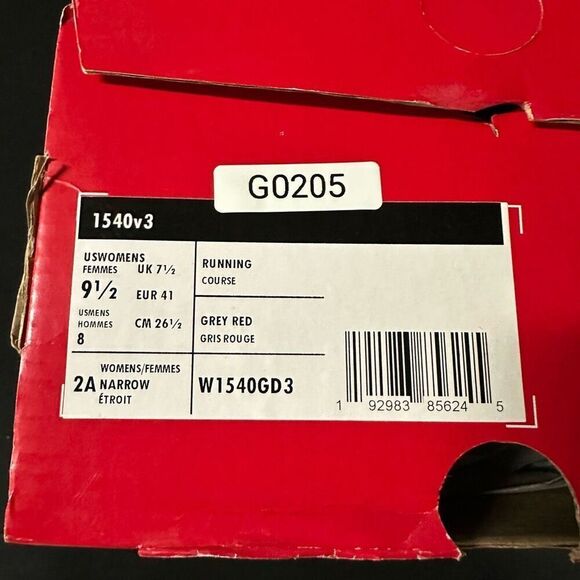 G0205
1540v3
USWOMENS
FEMMES
9½
USMENS
HOMMES
8
UK 7½
EUR 41
CM 26½
RUNNING
COURSE
GREY RED
GRIS ROUGE
2A
WOMENS/FEMMES
NARROW
ÉTROIT
W1540GD3
1 92983 85624 5